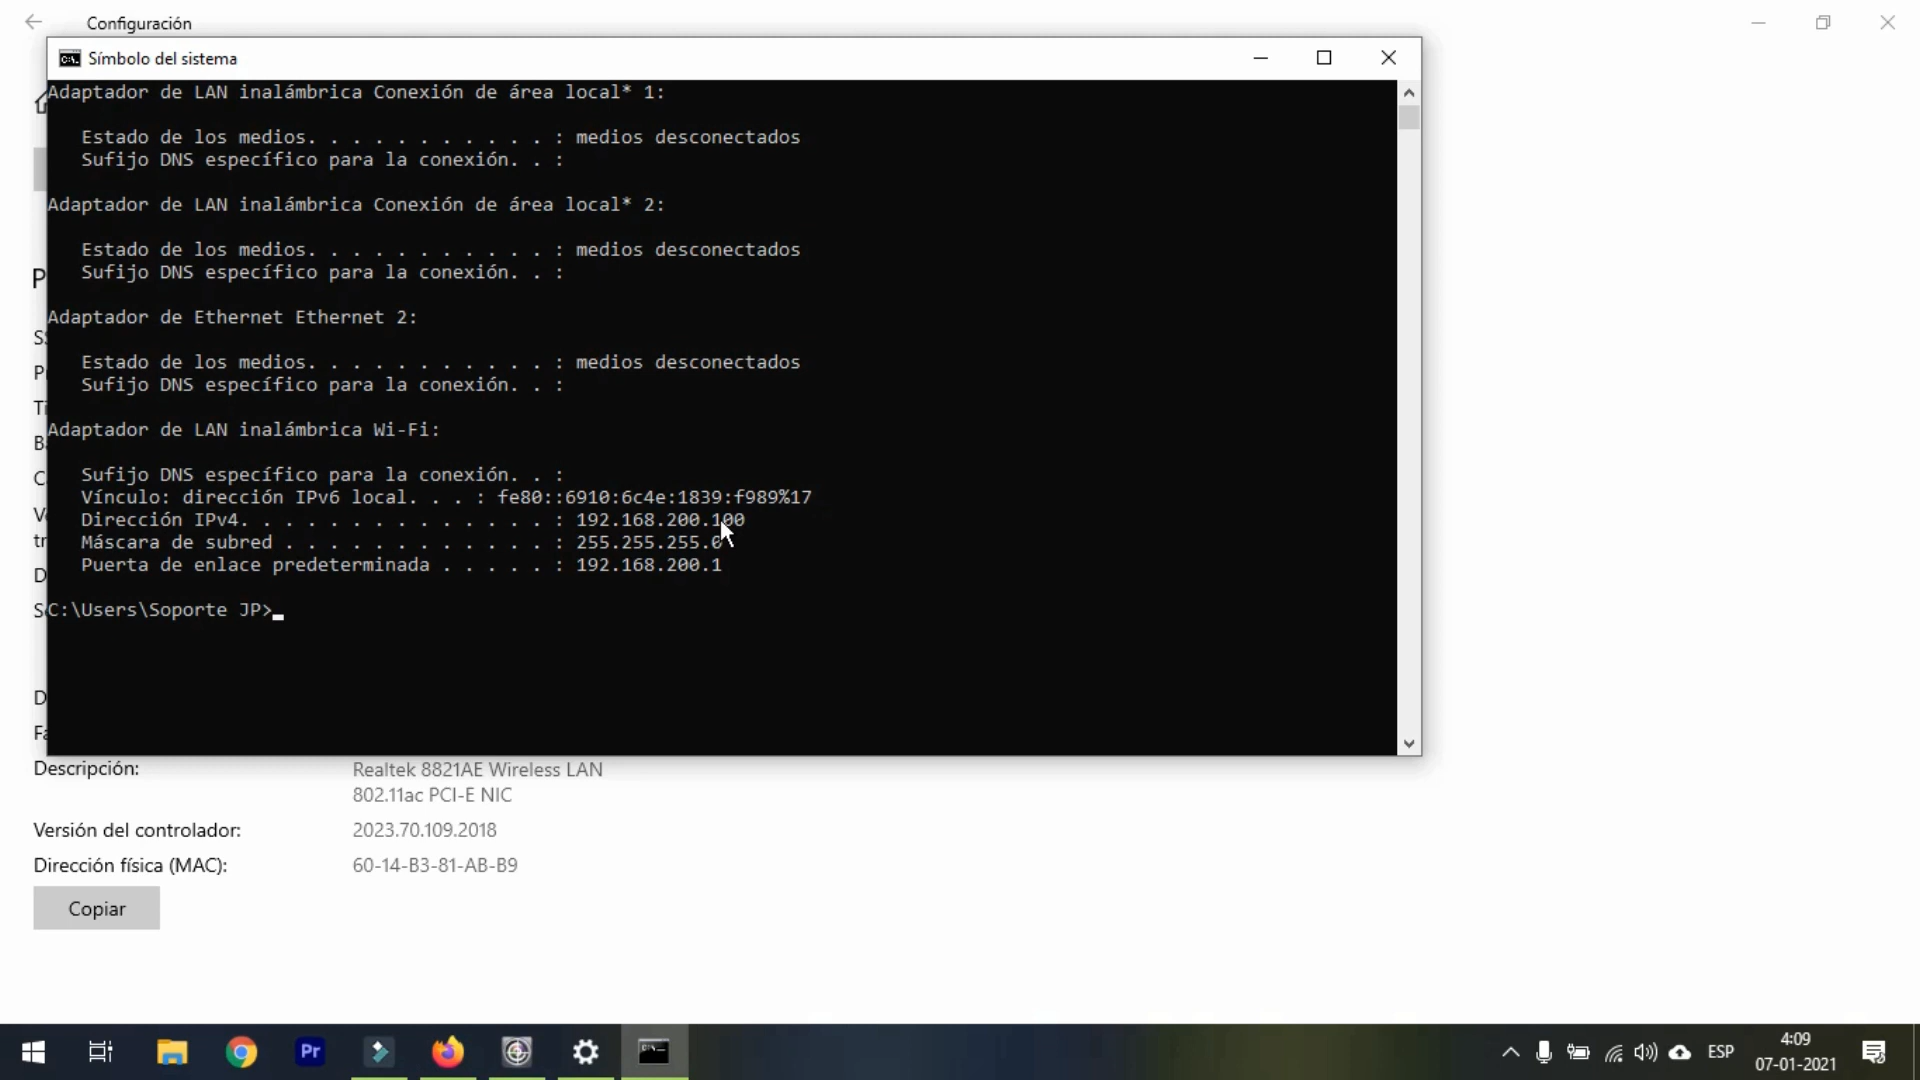 Configuración
Símbolo del sistema
Adaptador de LAN inalámbrica Conexión de área local* 1:
Estado de los medios. . . . . . . . . . . : medios desconectados
Sufijo DNS específico para la conexión. . :
Adaptador de LAN inalámbrica Conexión de área local* 2:
Estado de los medios. . . . . . . . . . . : medios desconectados
Sufijo DNS específico para la conexión. . :
Adaptador de Ethernet Ethernet 2:
Estado de los medios. . . . . . . . . . . : medios desconectados
Sufijo DNS específico para la conexión. . :
Adaptador de LAN inalámbrica Wi-Fi:
Sufijo DNS específico para la conexión. . :
Vínculo: dirección IPv6 local. . . : fe80::6910:6c4e:1839:f989%17
Dirección IPv4. . . . . . . . . . . . . . : 192.168.200.100
Máscara de subred . . . . . . . . . . . . : 255.255.255.0
Puerta de enlace predeterminada . . . . . : 192.168.200.1
C:\Users\Soporte JP>
Descripción: Realtek 8821AE Wireless LAN
802.11ac PCI-E NIC
Versión del controlador: 2023.70.109.2018
Dirección física (MAC): 60-14-B3-81-AB-B9
Copiar
Pr
ESP
4:09
07-01-2021